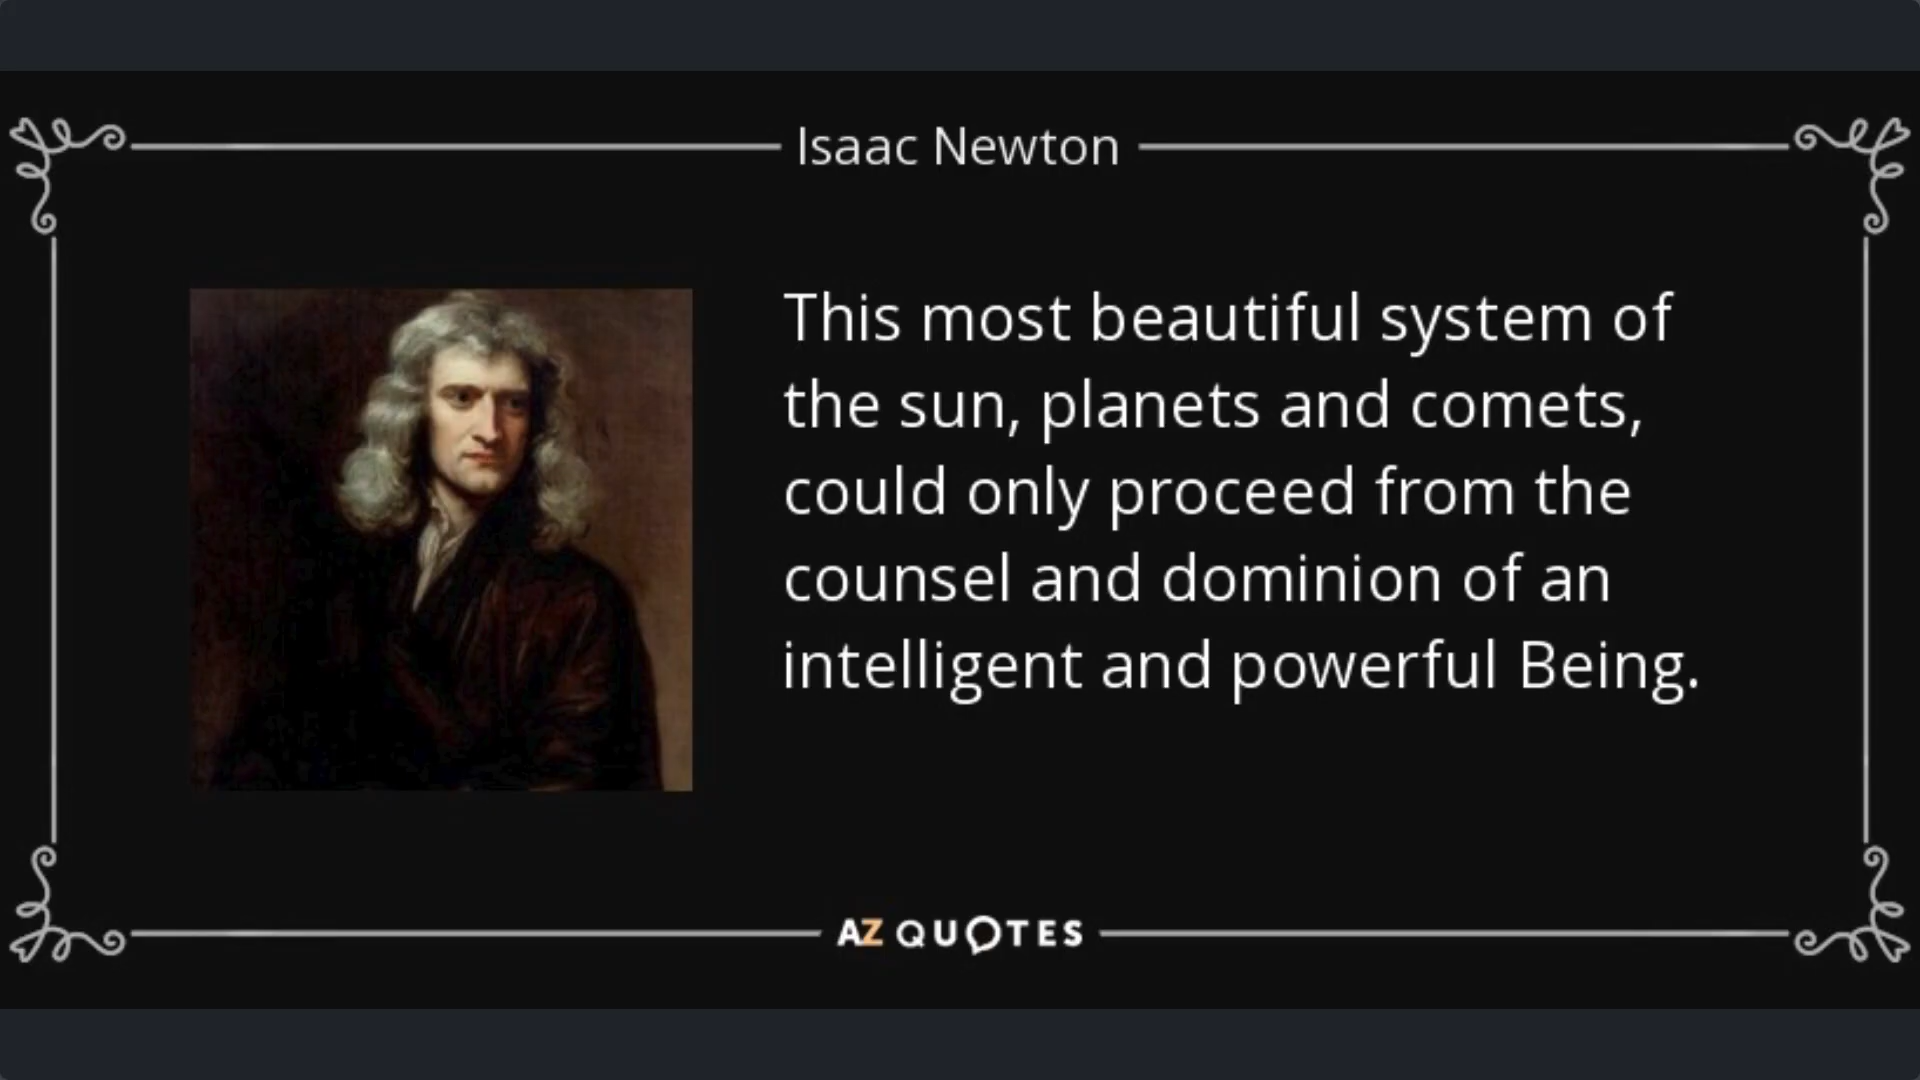 Isaac Newton
This most beautiful system of
the sun, planets and comets,
could only proceed from the
counsel and dominion of an
intelligent and powerful Being.
AZ QUOTES